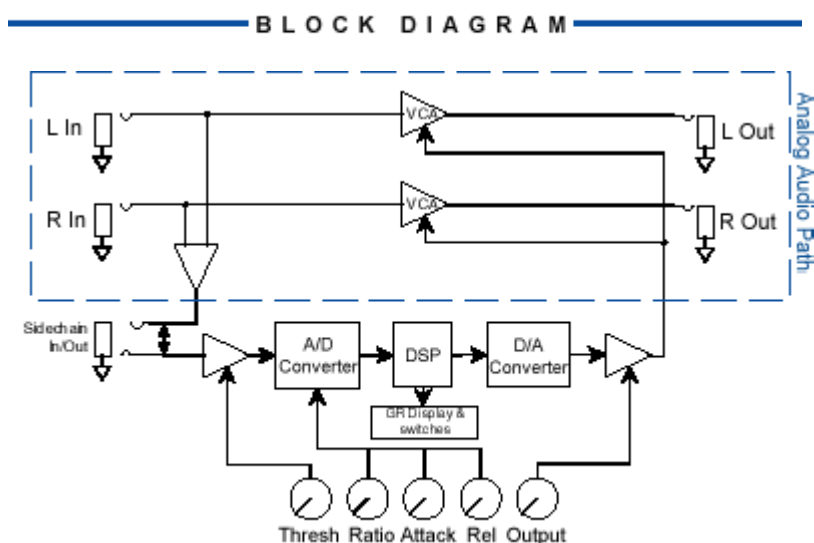 BLOCK DIAGRAM
Analog Audio Path
L In
VCA
L Out
R In
VCA
R Out
Sidechain
In/Out
A/D
Converter
DSP
D/A
Converter
GR Display &
switches
Thresh Ratio Attack Rel Output